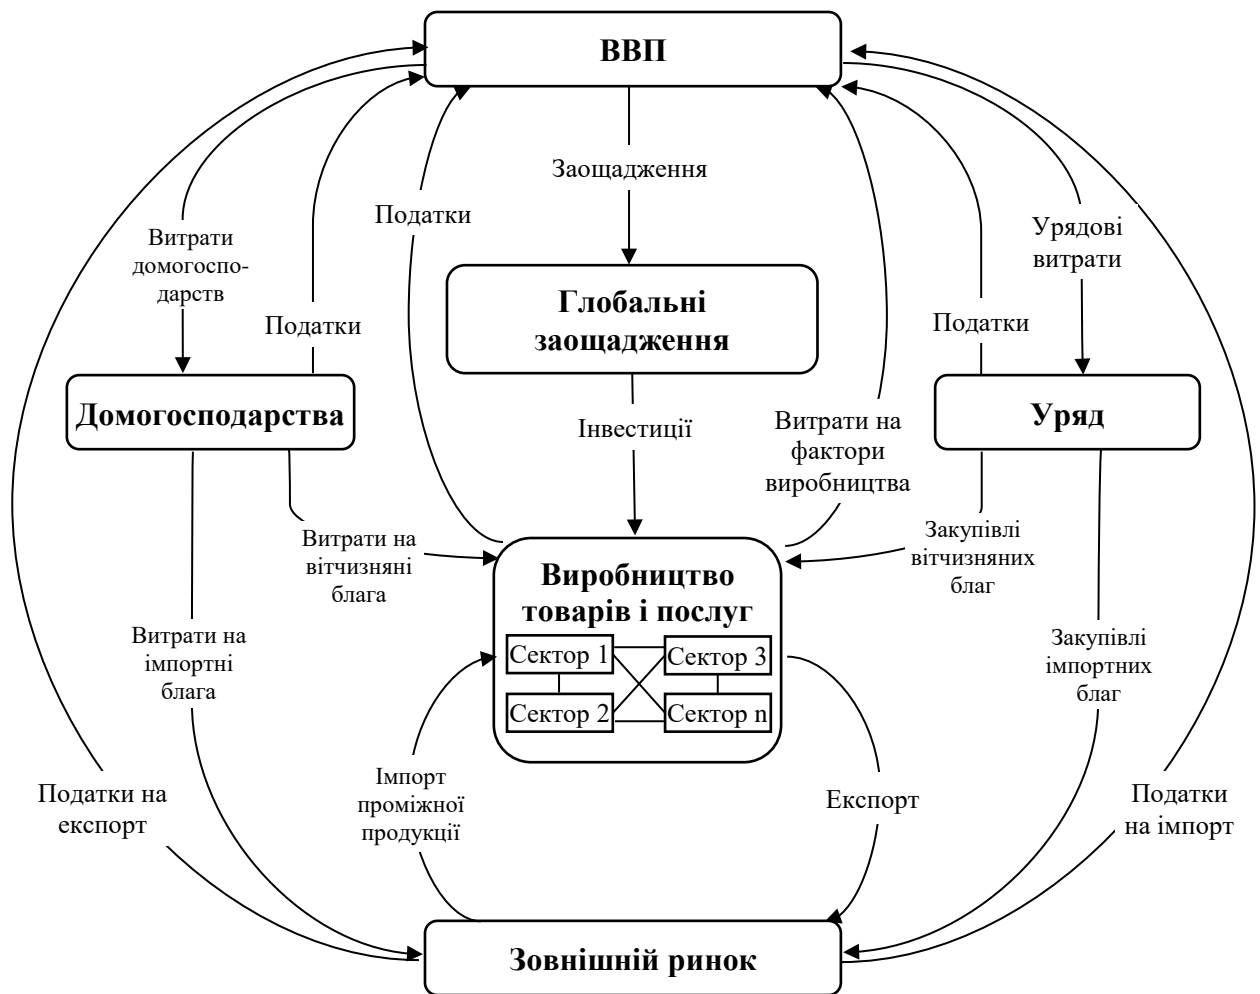 ВВП
Заощадження
Податки
Витрати
домогоспо-
дарств
Урядові
витрати
Глобальні
заощадження
Податки
Податки
Домогосподарства
Інвестиції
Витрати на
фактори
виробництва
Уряд
Витрати на
вітчизняні
блага
Закупівлі
вітчизняних
благ
Виробництво
товарів і послуг
Сектор 1
Сектор 3
Сектор 2
Сектор n
Витрати на
імпортні
блага
Закупівлі
імпортних
благ
Податки на
експорт
Імпорт
проміжної
продукції
Експорт
Податки
на імпорт
Зовнішній ринок